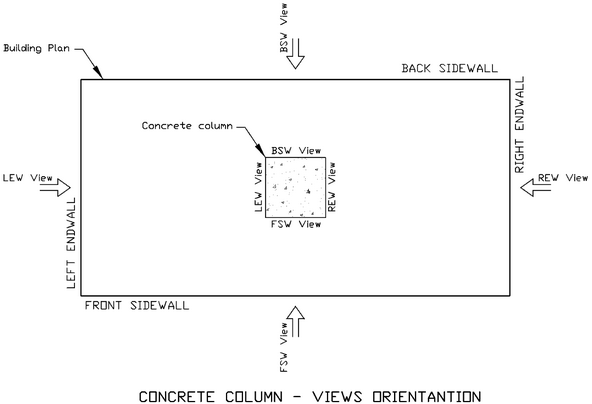 BSW View
Building Plan
BACK SIDEWALL
RIGHT ENDWALL
Concrete column
BSW View
LEW View
REW View
FSW View
LEW View
REW View
LEFT ENDWALL
FRONT SIDEWALL
FSW View
CONCRETE COLUMN - VIEWS ORIENTANTION